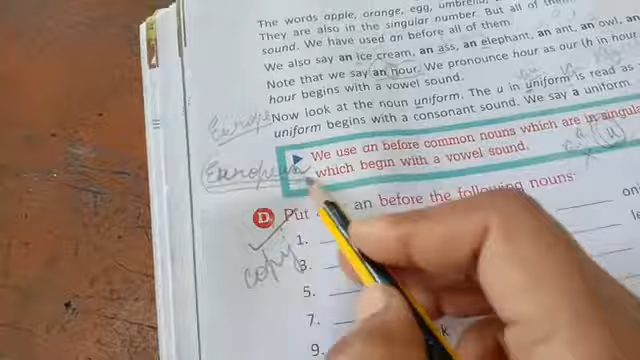 The words apple, orange, egg, umbrella
They are also in the singular number. But all of them
sound. We have used an before all of them.
We also say an ice cream, an ass, an elephant, an ant, an owl, an
Note that we say an hour. We pronounce hour as our (h in hour
hour begins with a vowel sound.
Europe
Now look at the noun uniform. The u in uniform is read as
uniform begins with a consonant sound. We say a uniform
European
We use an before common nouns which are in singular
which begin with a vowel sound.
D. Put an before the following nouns:
copy
1.
3.
5.
7.
9.